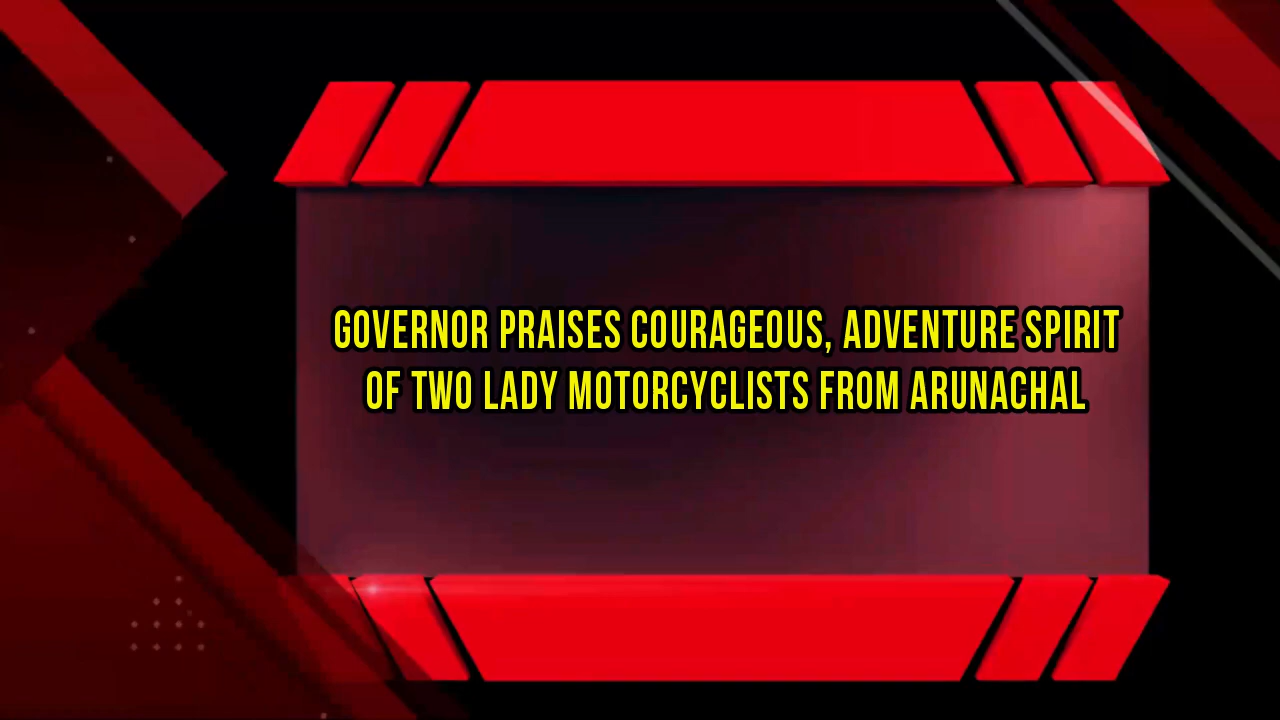 GOVERNOR PRAISES COURAGEOUS, ADVENTURE SPIRIT
OF TWO LADY MOTORCYCLISTS FROM ARUNACHAL